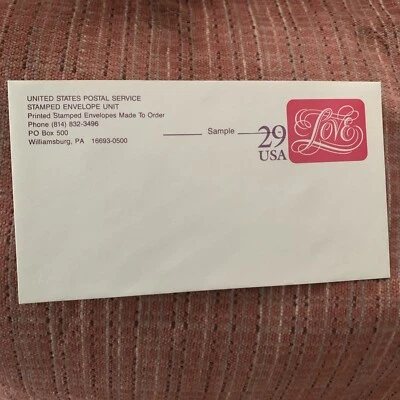 UNITED STATES POSTAL SERVICE
STAMPED ENVELOPE UNIT
Printed Stamped Envelopes Made To Order
Phone (814) 832-3496
PO Box 500
Williamsburg, PA 16693-0500
Sample
29
USA
LOVE